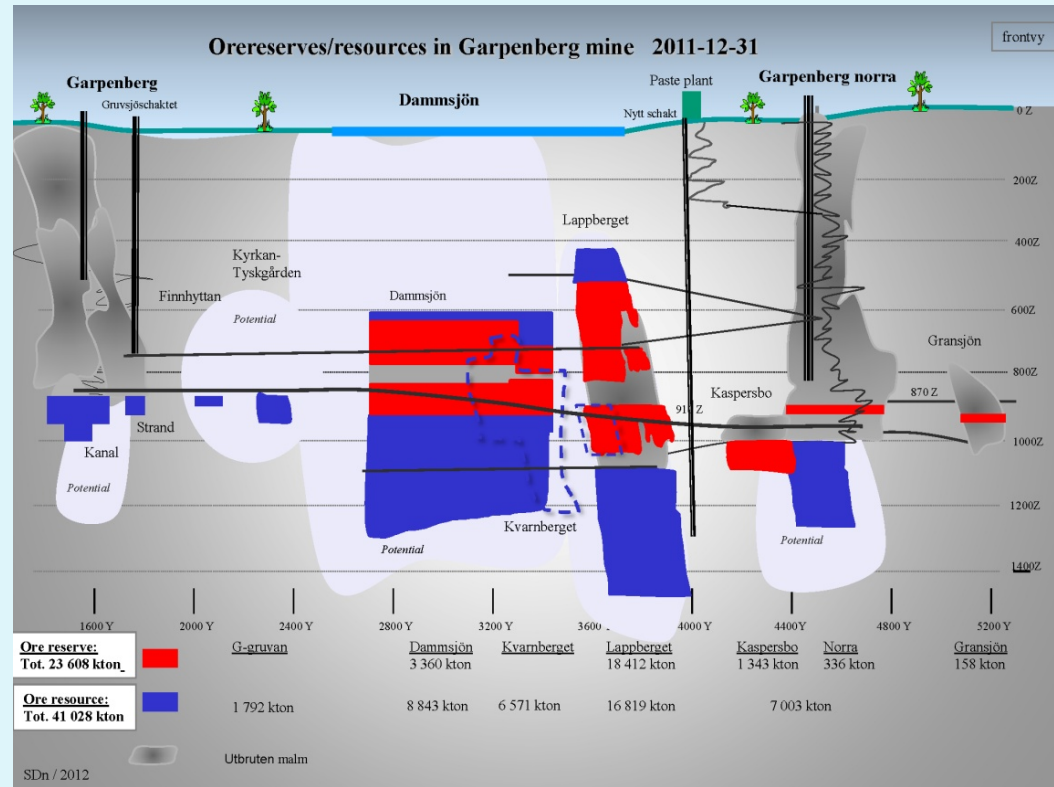 Orereserves/resources in Garpenberg mine 2011-12-31
frontvy
Garpenberg
Gruvsjöschaktet
Dammsjön
Paste plant
Nytt schakt
Garpenberg norra
0 Z
200Z
400Z
600Z
800Z
1000Z
1200Z
1400Z
Lappberget
Kyrkan-
Tyskgården
Finnhyttan
Potential
Dammsjön
Gransjön
Kaspersbo
870 Z
Strand
Kanal
Potential
Kvarnberget
Potential
Potential
1600 Y 2000 Y 2400 Y 2800 Y 3200 Y 3600 Y 4000 Y 4400 Y 4800 Y 5200 Y
Ore reserve:
Tot. 23 608 kton
G-gruvan Dammsjön Kvarnberget Lappberget Kaspersbo Norra Gransjön
3 360 kton 18 412 kton 1 343 kton 336 kton 158 kton
Ore resource:
Tot. 41 028 kton
1 792 kton 8 843 kton 6 571 kton 16 819 kton 7 003 kton
Utbruten malm
SDn / 2012